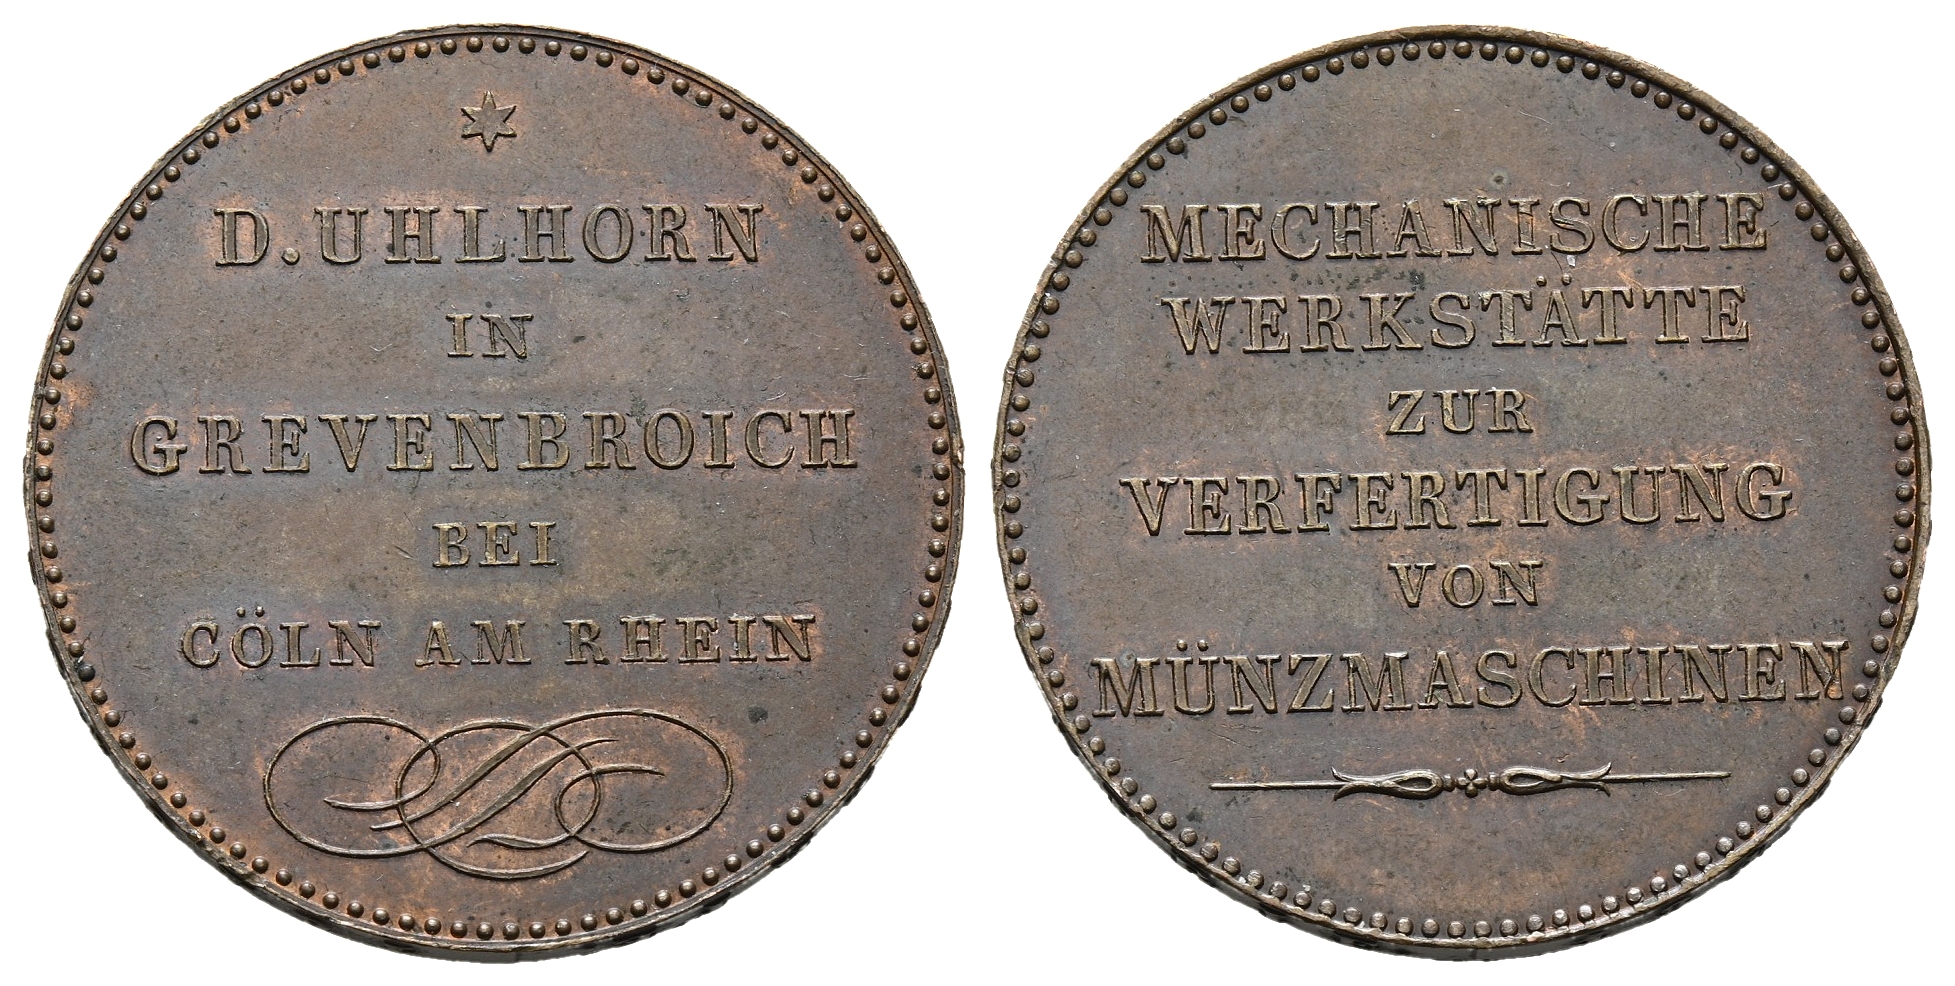 D. UHLHORN
IN
GREVENBROICH
BEI
CÖLN AM RHEIN
MECHANISCHE
WERKSTÄTTE
ZUR
VERFERTIGUNG
VON
MÜNZMASCHINEN